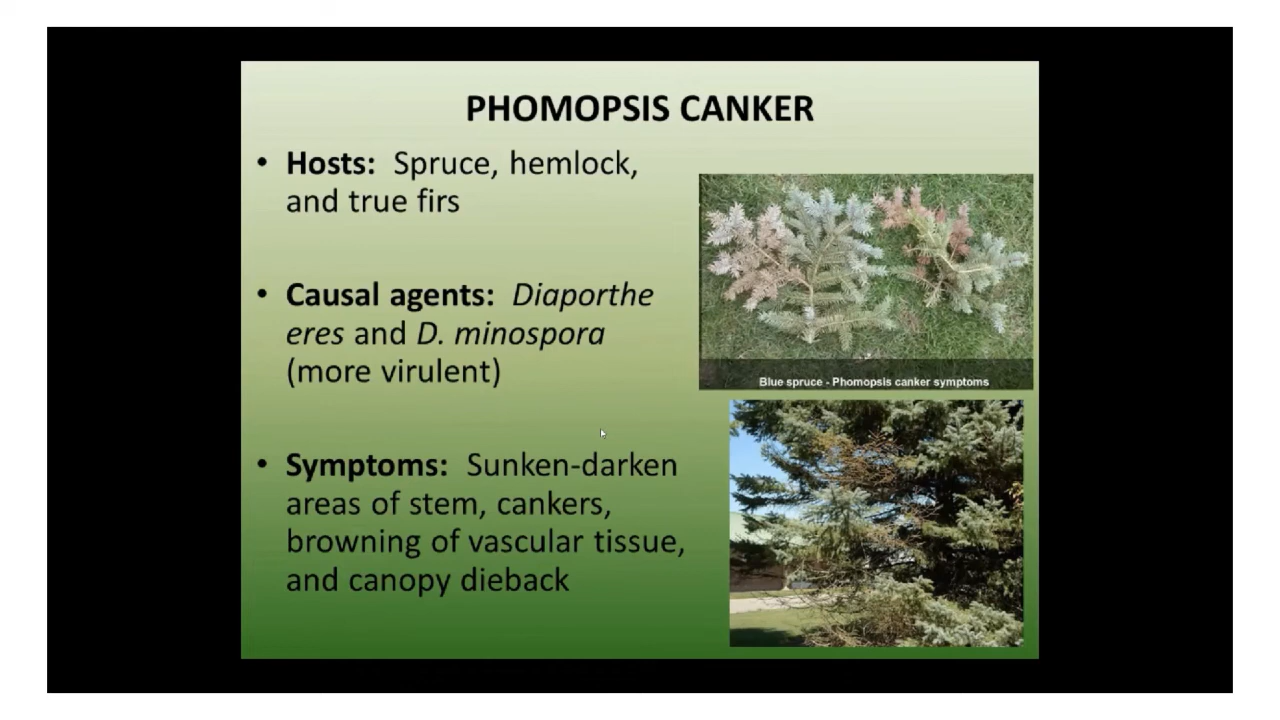 PHOMOPSIS CANKER
• Hosts: Spruce, hemlock,
and true firs
• Causal agents: Diaporthe
eres and D. minospora
(more virulent)
• Symptoms: Sunken-darken
areas of stem, cankers,
browning of vascular tissue,
and canopy dieback
Blue spruce - Phomopsis canker symptoms